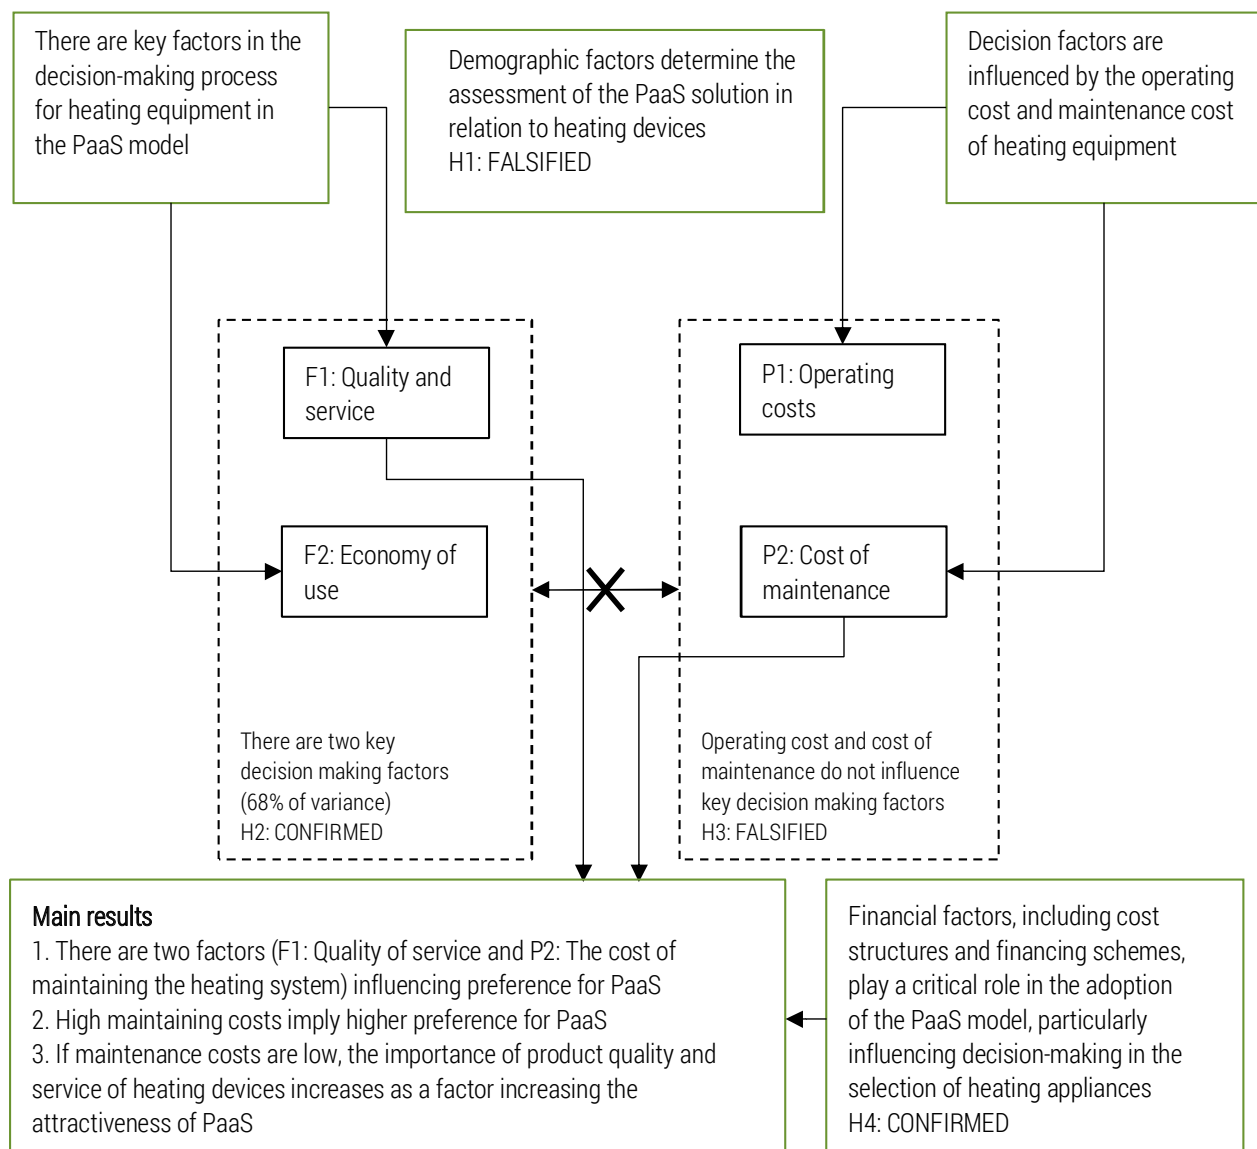 There are key factors in the
decision-making process
for heating equipment in
the PaaS model
Demographic factors determine the
assessment of the PaaS solution in
relation to heating devices
H1: FALSIFIED
Decision factors are
influenced by the operating
cost and maintenance cost
of heating equipment
F1: Quality and
service
P1: Operating
costs
F2: Economy of
use
P2: Cost of
maintenance
There are two key
decision making factors
(68% of variance)
H2: CONFIRMED
Operating cost and cost of
maintenance do not influence
key decision making factors
H3: FALSIFIED
Main results
1. There are two factors (F1: Quality of service and P2: The cost of
maintaining the heating system) influencing preference for PaaS
2. High maintaining costs imply higher preference for PaaS
3. If maintenance costs are low, the importance of product quality and
service of heating devices increases as a factor increasing the
attractiveness of PaaS
Financial factors, including cost
structures and financing schemes,
play a critical role in the adoption
of the PaaS model, particularly
influencing decision-making in the
selection of heating appliances
H4: CONFIRMED